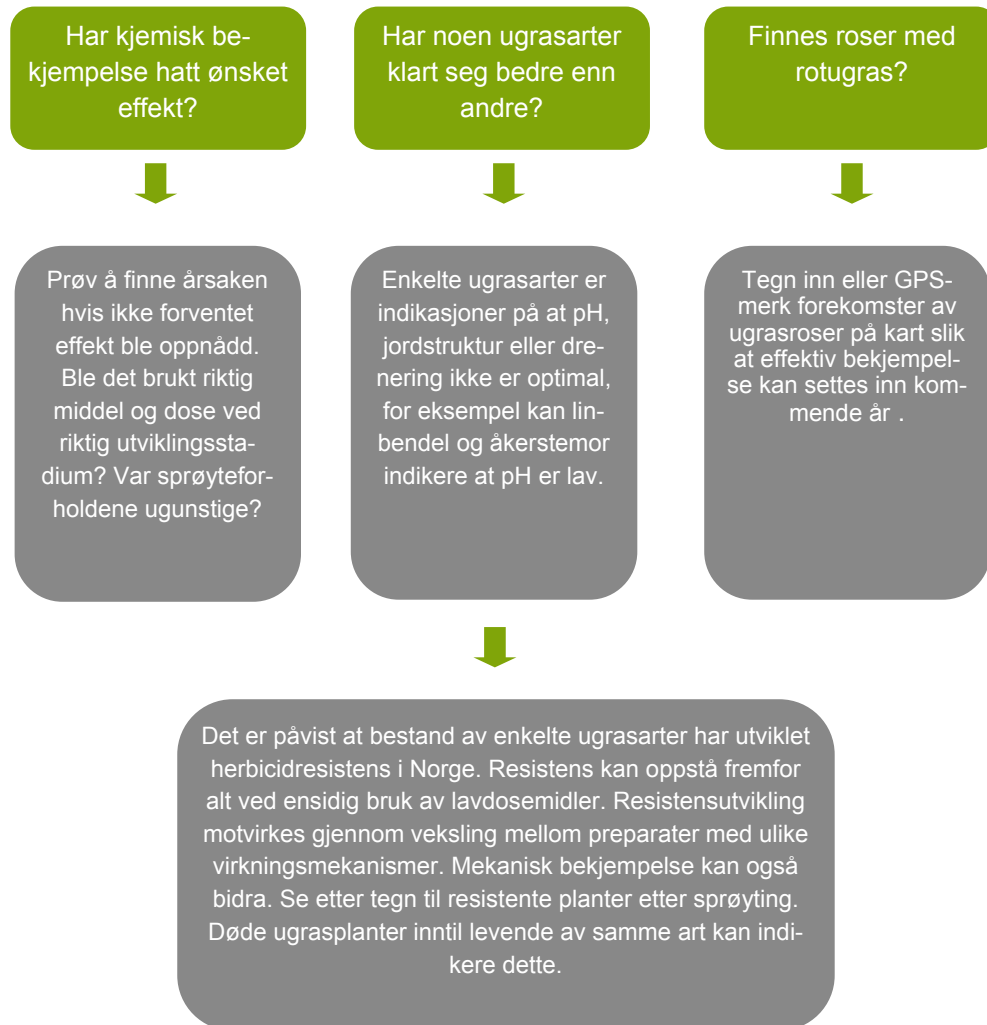 Har kjemisk be-
kjempelse hatt ønsket
effekt?
Har noen ugrasarter
klart seg bedre enn
andre?
Finnes roser med
rotugras?
Prøv å finne årsaken
hvis ikke forventet
effekt ble oppnådd.
Ble det brukt riktig
middel og dose ved
riktig utviklingssta-
dium? Var sprøytefor-
holdene ugunstige?
Enkelte ugrasarter er
indikasjoner på at pH,
jordstruktur eller dre-
nering ikke er optimal,
for eksempel kan lin-
bendel og åkerstemor
indikere at pH er lav.
Tegn inn eller GPS-
merk forekomster av
ugrasroser på kart slik
at effektiv bekjempel-
se kan settes inn kom-
mende år .
Det er påvist at bestand av enkelte ugrasarter har utviklet
herbicidresistens i Norge. Resistens kan oppstå fremfor
alt ved ensidig bruk av lavdosemidler. Resistensutvikling
motvirkes gjennom veksling mellom preparater med ulike
virkningsmekanismer. Mekanisk bekjempelse kan også
bidra. Se etter tegn til resistente planter etter sprøyting.
Døde ugrasplanter inntil levende av samme art kan indi-
kere dette.